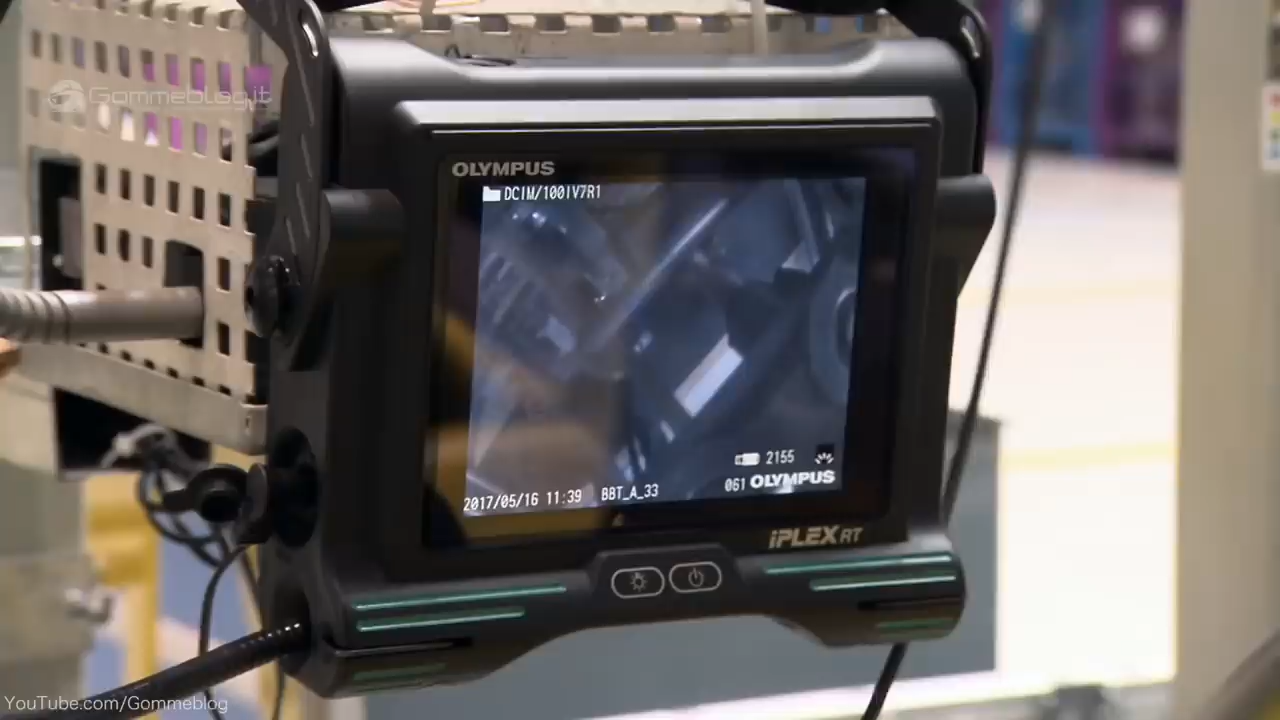 Gommeblog.it
OLYMPUS
DCIM/100IV7R1
2155
2017/05/16 11:39 BBT_A_33 061 OLYMPUS
iPLEX RT
YouTube.com/Gommeblog